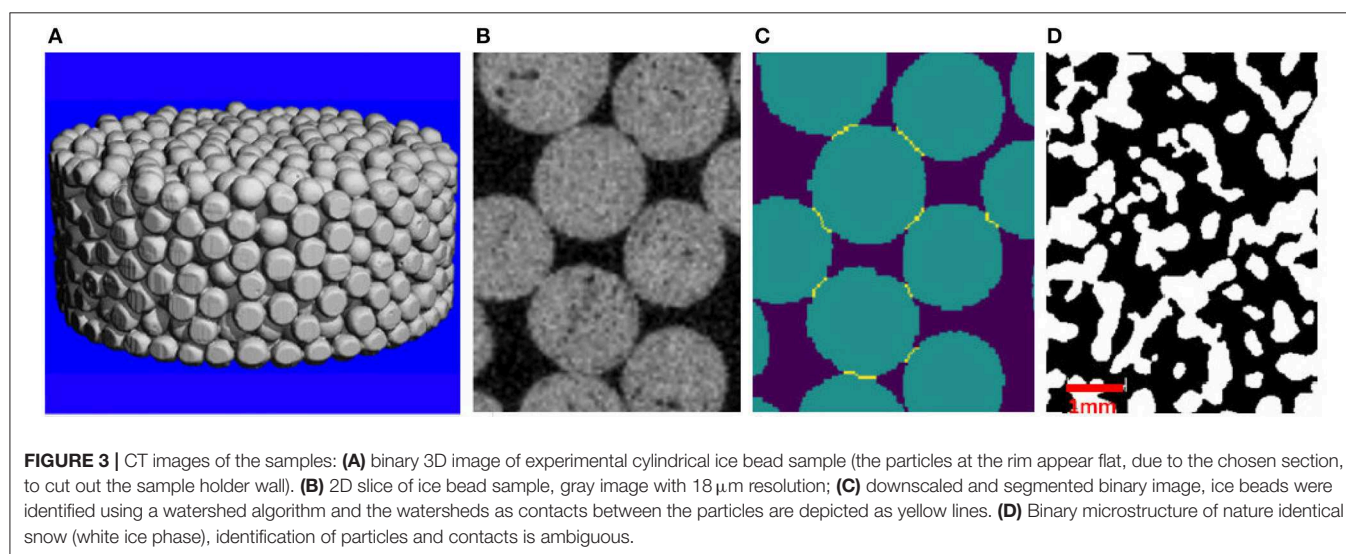 A
B
C
D
1mm
FIGURE 3 | CT images of the samples: (A) binary 3D image of experimental cylindrical ice bead sample (the particles at the rim appear flat, due to the chosen section,
to cut out the sample holder wall). (B) 2D slice of ice bead sample, gray image with 18 μm resolution; (C) downscaled and segmented binary image, ice beads were
identified using a watershed algorithm and the watersheds as contacts between the particles are depicted as yellow lines. (D) Binary microstructure of nature identical
snow (white ice phase), identification of particles and contacts is ambiguous.